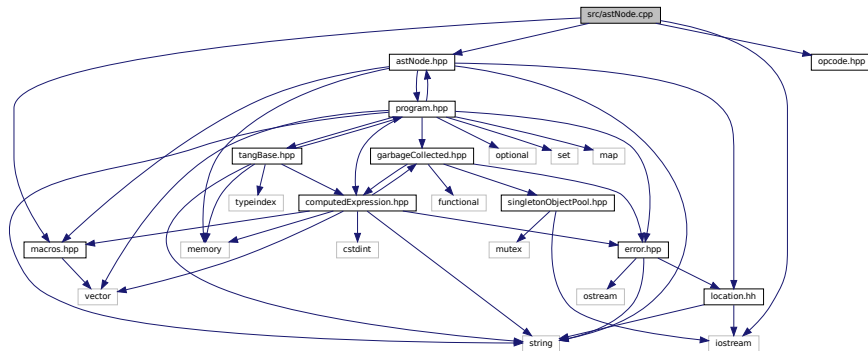 src/astNode.cpp
astNode.hpp
opcode.hpp
program.hpp
tangBase.hpp
garbageCollected.hpp
optional
set
map
typeindex
computedExpression.hpp
functional
singletonObjectPool.hpp
macros.hpp
memory
cstdint
mutex
error.hpp
vector
ostream
location.hh
string
iostream